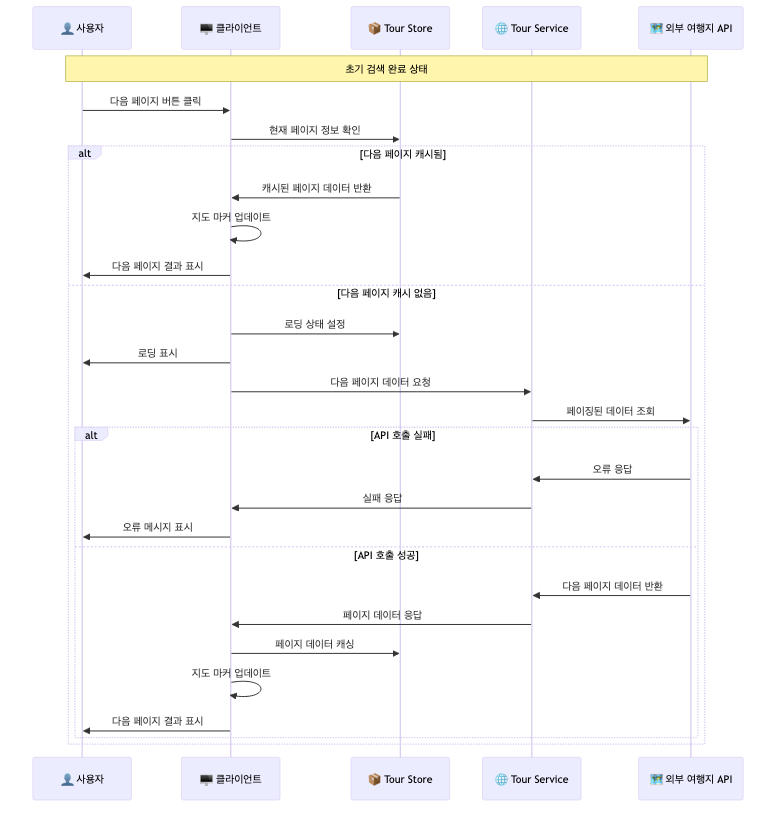 👤 사용자
🖥️ 클라이언트
📦 Tour Store
🌐 Tour Service
🗺️ 외부 여행지 API
초기 검색 완료 상태
다음 페이지 버튼 클릭
현재 페이지 정보 확인
alt
[다음 페이지 캐시됨]
캐시된 페이지 데이터 반환
지도 마커 업데이트
다음 페이지 결과 표시
[다음 페이지 캐시 없음]
로딩 상태 설정
로딩 표시
다음 페이지 데이터 요청
페이징된 데이터 조회
alt
[API 호출 실패]
오류 응답
실패 응답
오류 메시지 표시
[API 호출 성공]
다음 페이지 데이터 반환
페이지 데이터 응답
페이지 데이터 캐싱
지도 마커 업데이트
다음 페이지 결과 표시
👤 사용자
🖥️ 클라이언트
📦 Tour Store
🌐 Tour Service
🗺️ 외부 여행지 API